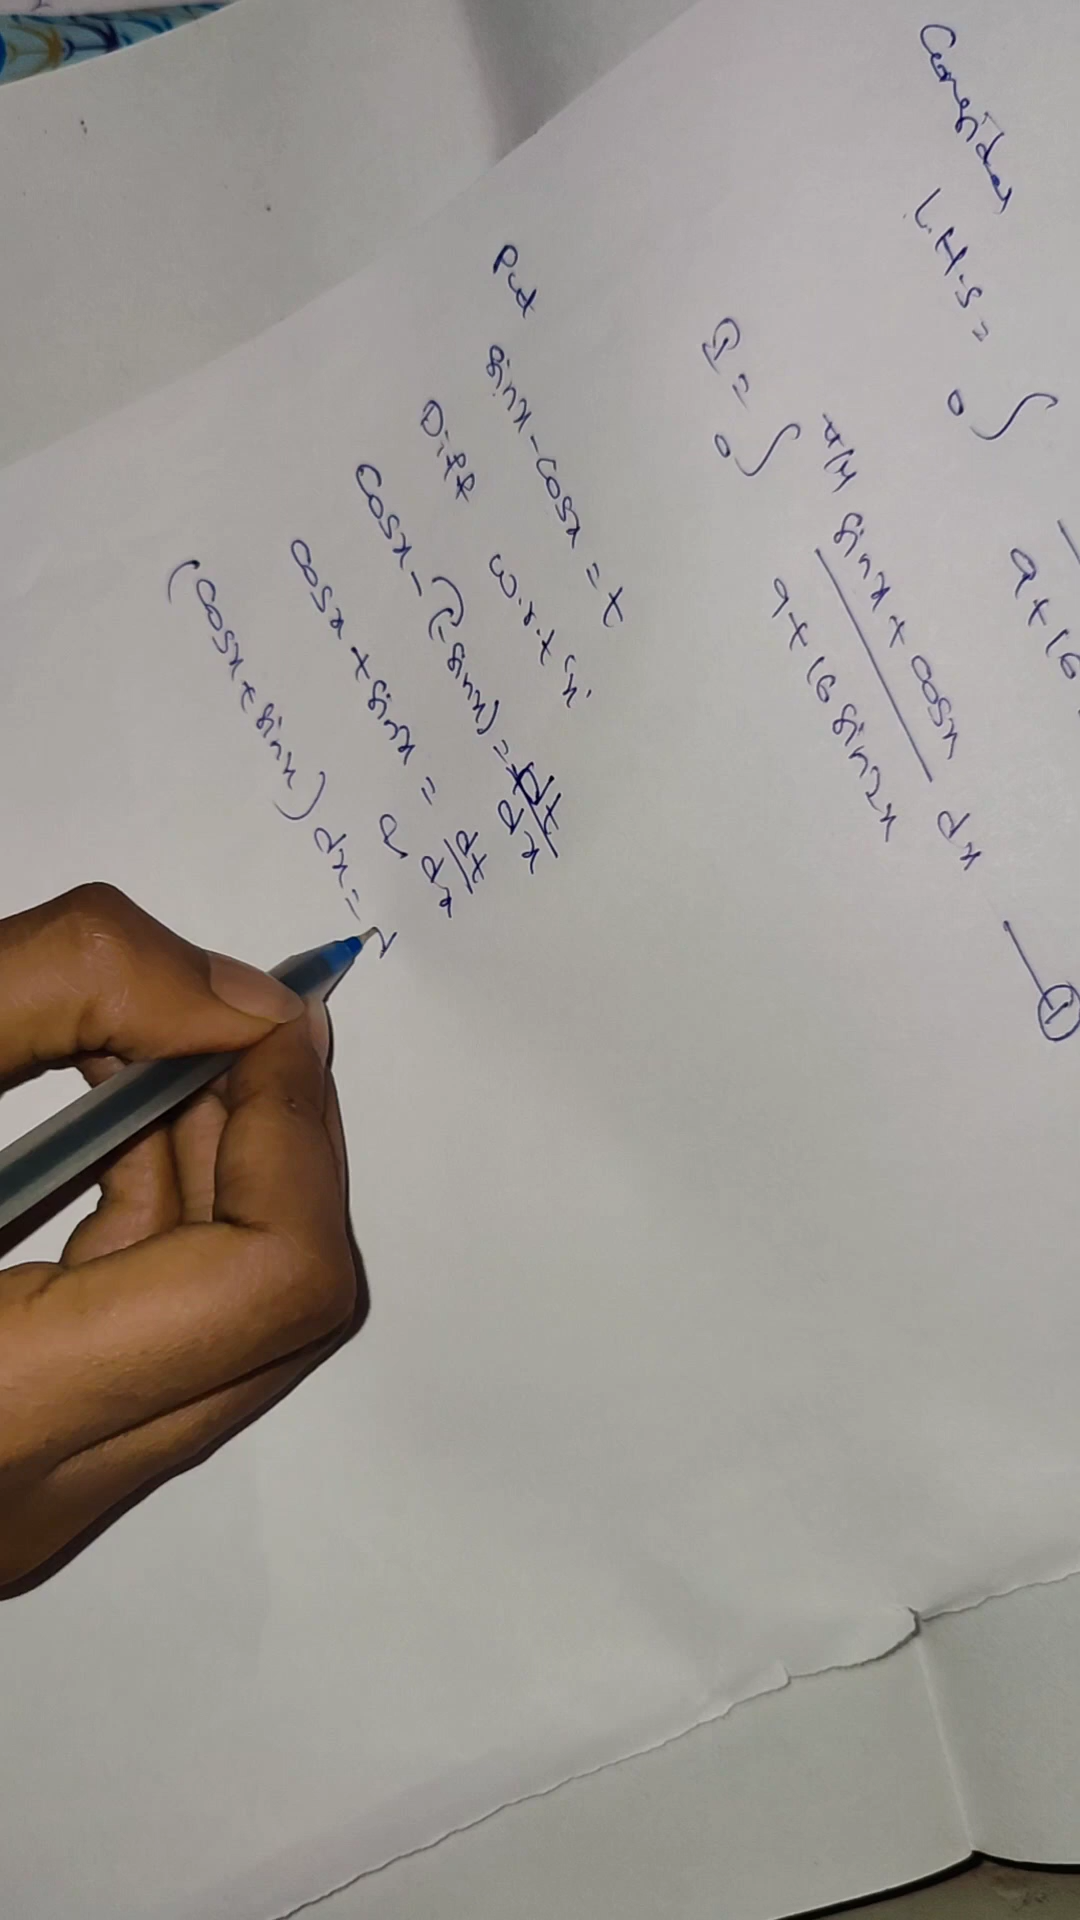 Consider L.H.S = ∫ 0
9+16
I = ∫ 0 π/4 sinx + cosx / 9+16 sin2x dx — ①
Put sinx - cosx = t
Diff w.r.t x,
cosx - (-sinx) = dt/dx
cosx + sinx = dt/dx
(cosx + sinx) dx =